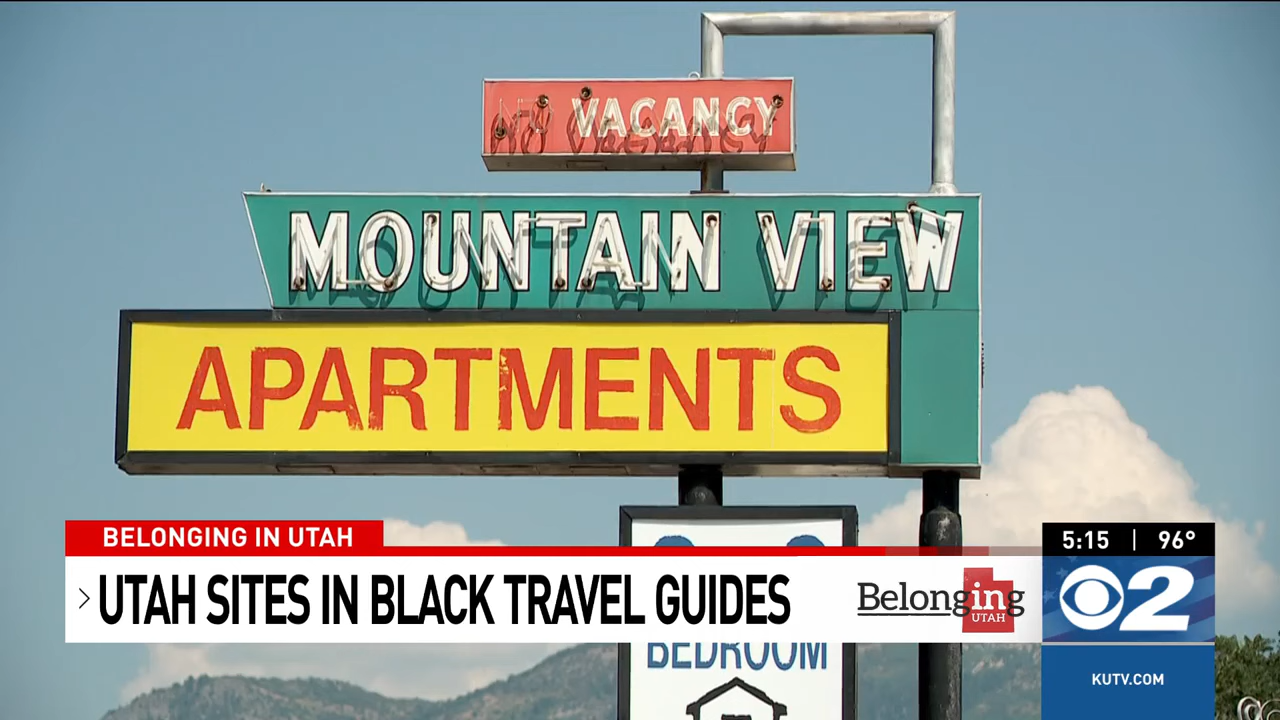 NO VACANCY
MOUNTAIN VIEW
APARTMENTS
BEDROOM
BELONGING IN UTAH
UTAH SITES IN BLACK TRAVEL GUIDES
Belonging
UTAH
5:15 | 96°
2
KUTV.COM